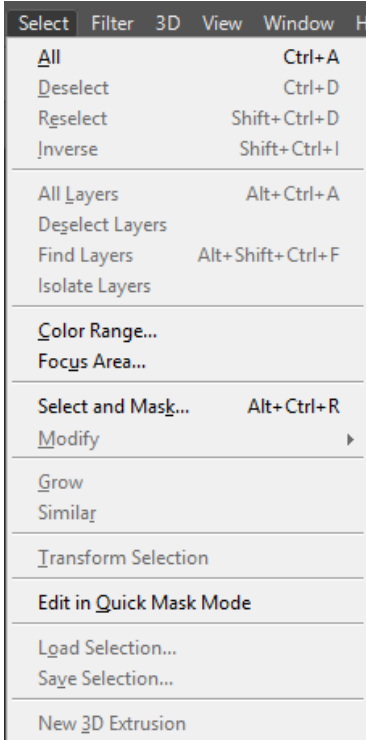 Select Filter 3D View Window H
All Ctrl+A
Deselect Ctrl+D
Reselect Shift+Ctrl+D
Inverse Shift+Ctrl+I
All Layers Alt+Ctrl+A
Deselect Layers
Find Layers Alt+Shift+Ctrl+F
Isolate Layers
Color Range...
Focus Area...
Select and Mask... Alt+Ctrl+R
Modify
Grow
Similar
Transform Selection
Edit in Quick Mask Mode
Load Selection...
Save Selection...
New 3D Extrusion